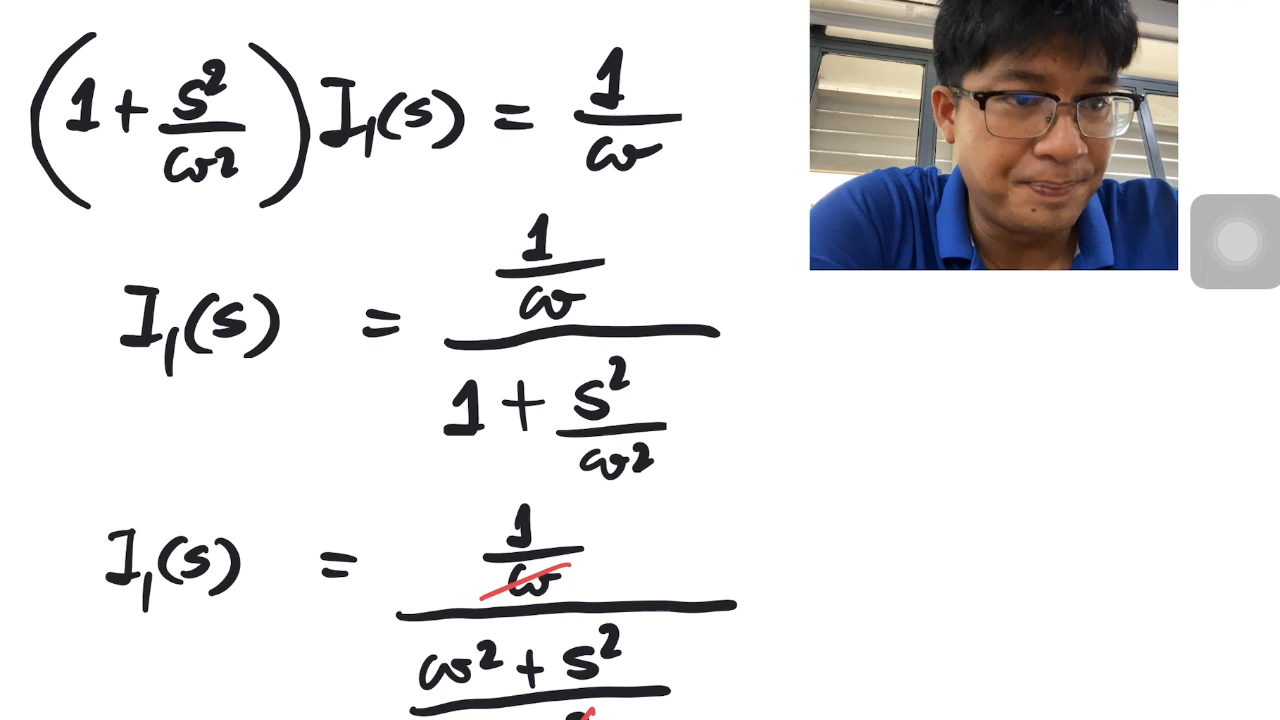 (1 + s²/ω²) I₁(s) = 1/ω
I₁(s) = (1/ω)/(1 + s²/ω²)
I₁(s) = (1/ω)/((ω² + s²)/